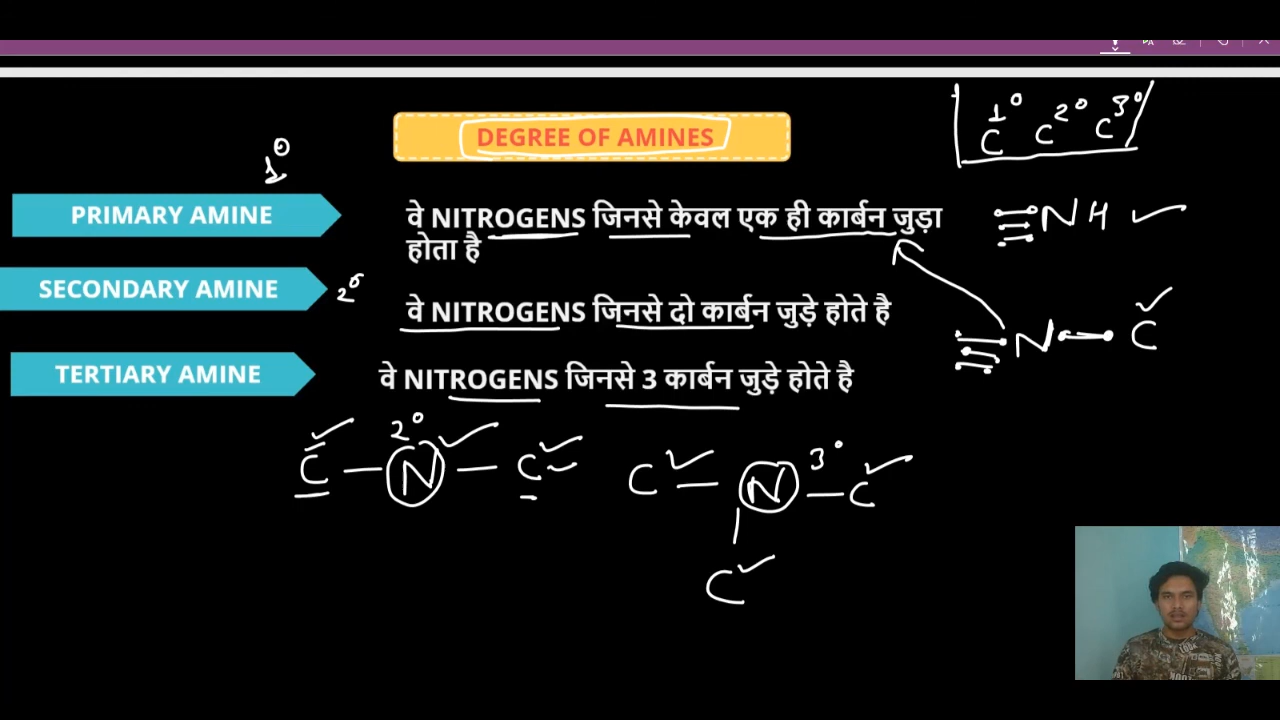 DEGREE OF AMINES
1° 2° 3°
C C C
1°
PRIMARY AMINE
वे NITROGENS जिनसे केवल एक ही कार्बन जुड़ा
होता है
NH
SECONDARY AMINE 2°
वे NITROGENS जिनसे दो कार्बन जुड़े होते है
N C
TERTIARY AMINE
वे NITROGENS जिनसे 3 कार्बन जुड़े होते है
2° 3°
C N C C N C
C